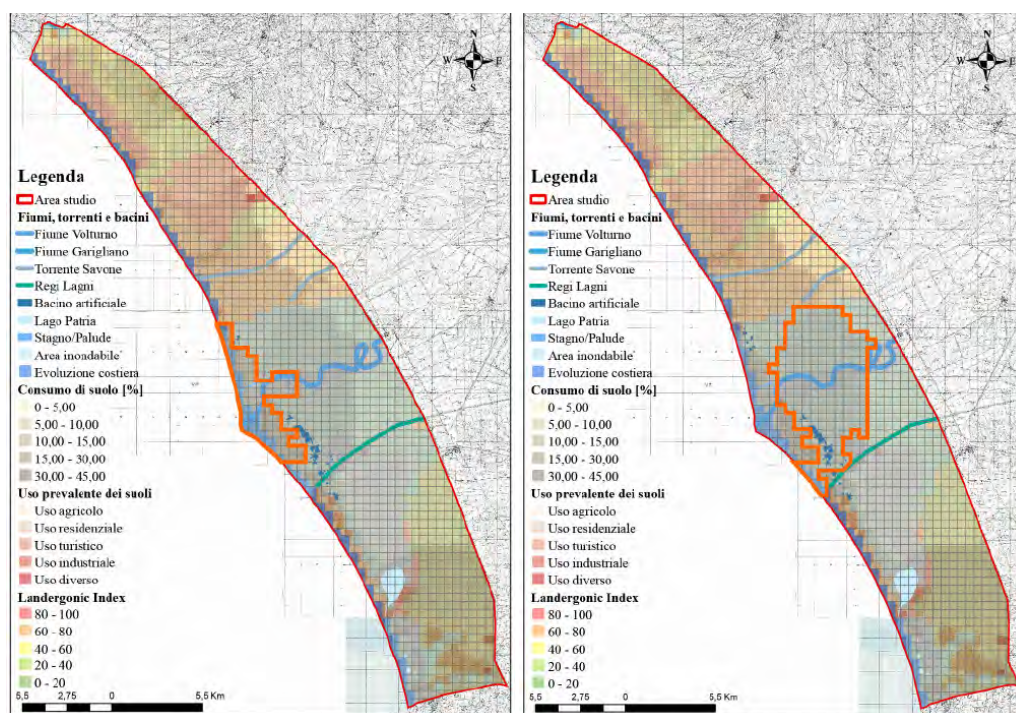 N
W E
S
Legenda
Area studio
Fiumi, torrenti e bacini
Fiume Volturno
Fiume Garigliano
Torrente Savone
Regi Lagni
Bacino artificiale
Lago Patria
Stagno/Palude
Area inondabile
Evoluzione costiera
Consumo di suolo [%]
0 - 5,00
5,00 - 10,00
10,00 - 15,00
15,00 - 30,00
30,00 - 45,00
Uso prevalente dei suoli
Uso agricolo
Uso residenziale
Uso turistico
Uso industriale
Uso diverso
Landergonic Index
80 - 100
60 - 80
40 - 60
20 - 40
0 - 20
5,5 2,75 0 5,5 Km
N
W E
S
Legenda
Area studio
Fiumi, torrenti e bacini
Fiume Volturno
Fiume Garigliano
Torrente Savone
Regi Lagni
Bacino artificiale
Lago Patria
Stagno/Palude
Area inondabile
Evoluzione costiera
Consumo di suolo [%]
0 - 5,00
5,00 - 10,00
10,00 - 15,00
15,00 - 30,00
30,00 - 45,00
Uso prevalente dei suoli
Uso agricolo
Uso residenziale
Uso turistico
Uso industriale
Uso diverso
Landergonic Index
80 - 100
60 - 80
40 - 60
20 - 40
0 - 20
5,5 2,75 0 5,5 Km